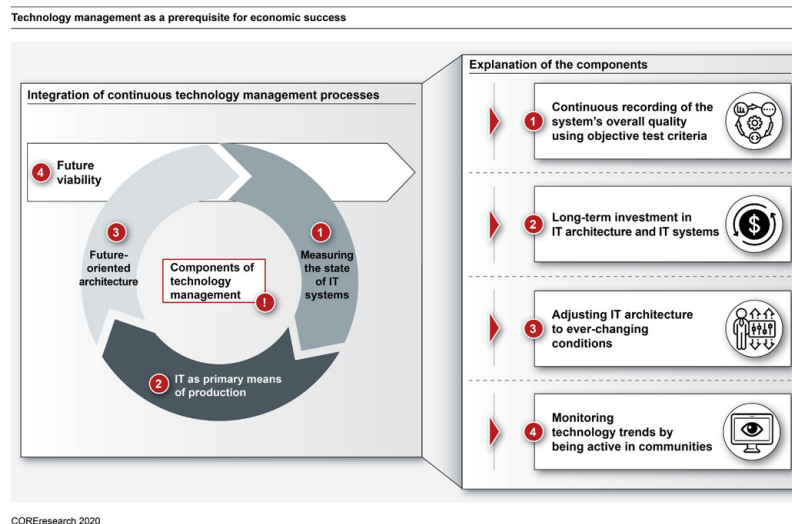 Technology management as a prerequisite for economic success
Integration of continuous technology management processes
4
Future
viability
3
Future-
oriented
architecture
1
Measuring
the state
of IT
systems
Components of
technology
management
!
2
IT as primary means
of production
Explanation of the components
1
Continuous recording of the
system's overall quality
using objective test criteria
2
Long-term investment in
IT architecture and IT systems
$
3
Adjusting IT architecture
to ever-changing
conditions
4
Monitoring
technology trends by
being active in communities
COREresearch 2020